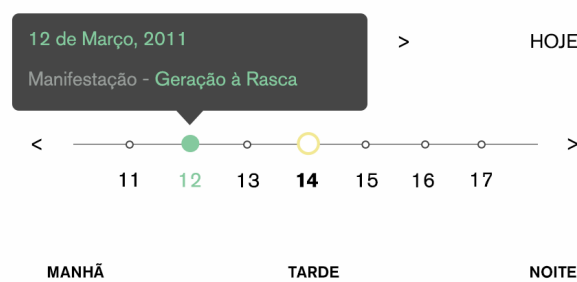 12 de Março, 2011
> HOJE
Manifestação - Geração à Rasca
< >
11 12 13 14 15 16 17
MANHÃ TARDE NOITE